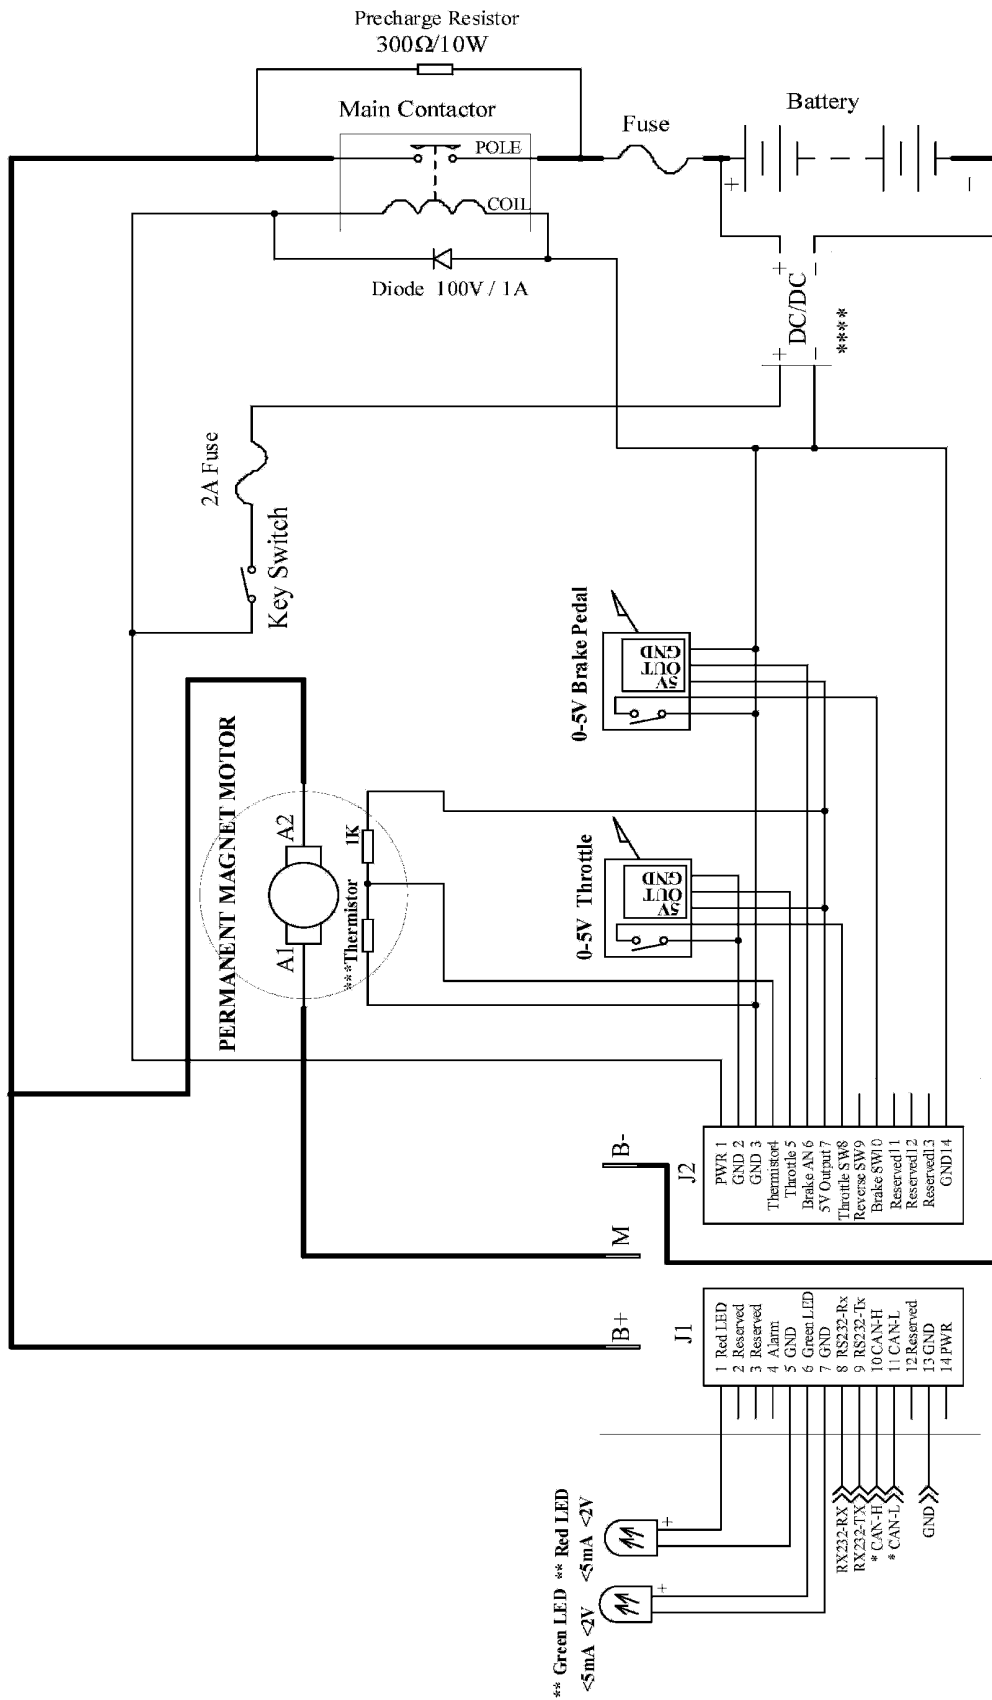 Precharge Resistor
300Ω/10W
Main Contactor
POLE
COIL
Diode 100V / 1A
Fuse
Battery
+
-
+
-
DC/DC
+
-
****
2A Fuse
Key Switch
0-5V Brake Pedal
GND
OUT
5V
PERMANENT MAGNET MOTOR
A2
A1
1K
***Thermistor
0-5V Throttle
GND
OUT
5V
B-
M
B+
J2
PWR 1
GND 2
GND 3
Thermistor4
Throttle 5
Brake AN 6
5V Output 7
Throttle SW8
Reverse SW9
Brake SW10
Reserved11
Reserved12
Reserved13
GND14
J1
1 Red LED
2 Reserved
3 Reserved
4 Alarm
5 GND
6 Green LED
7 GND
8 RS232-Rx
9 RS232-Tx
10 CAN-H
11 CAN-L
12 Reserved
13 GND
14 PWR
** Red LED
<5mA <2V
+
** Green LED
<5mA <2V
+
RX232-RX
RX232-TX
* CAN-H
* CAN-L
GND